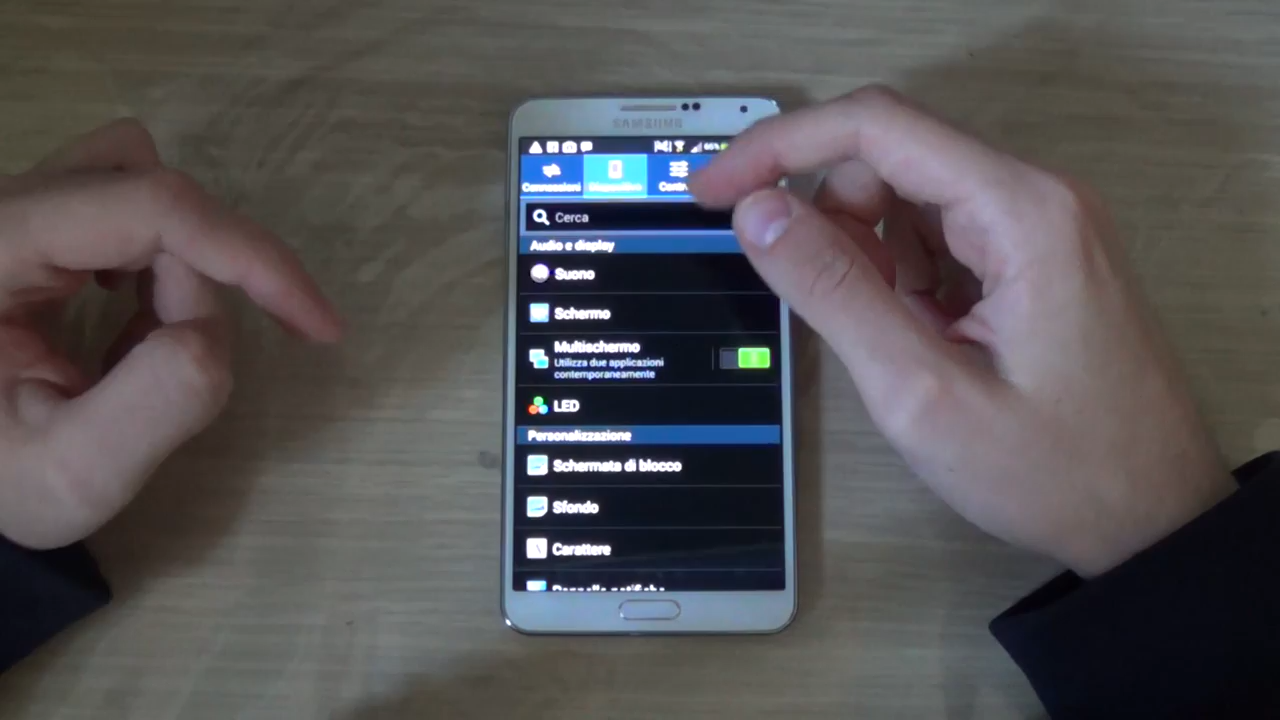 SAMSUNG
Connessioni Dispositivo
Cerca
Audio e display
Suono
Schermo
Multischermo
Utilizza due applicazioni
contemporaneamente
LED
Personalizzazione
Schermata di blocco
Sfondo
Carattere